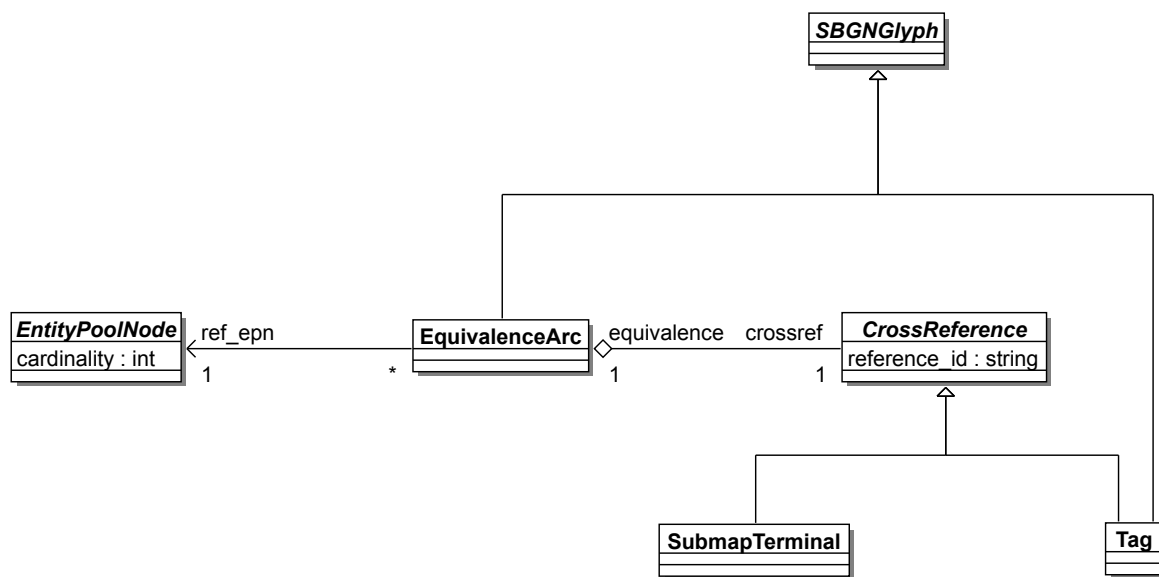 SBGNGlyph
EntityPoolNode
cardinality : int
ref_epn
1
*
EquivalenceArc
equivalence
1
crossref
1
CrossReference
reference_id : string
SubmapTerminal
Tag